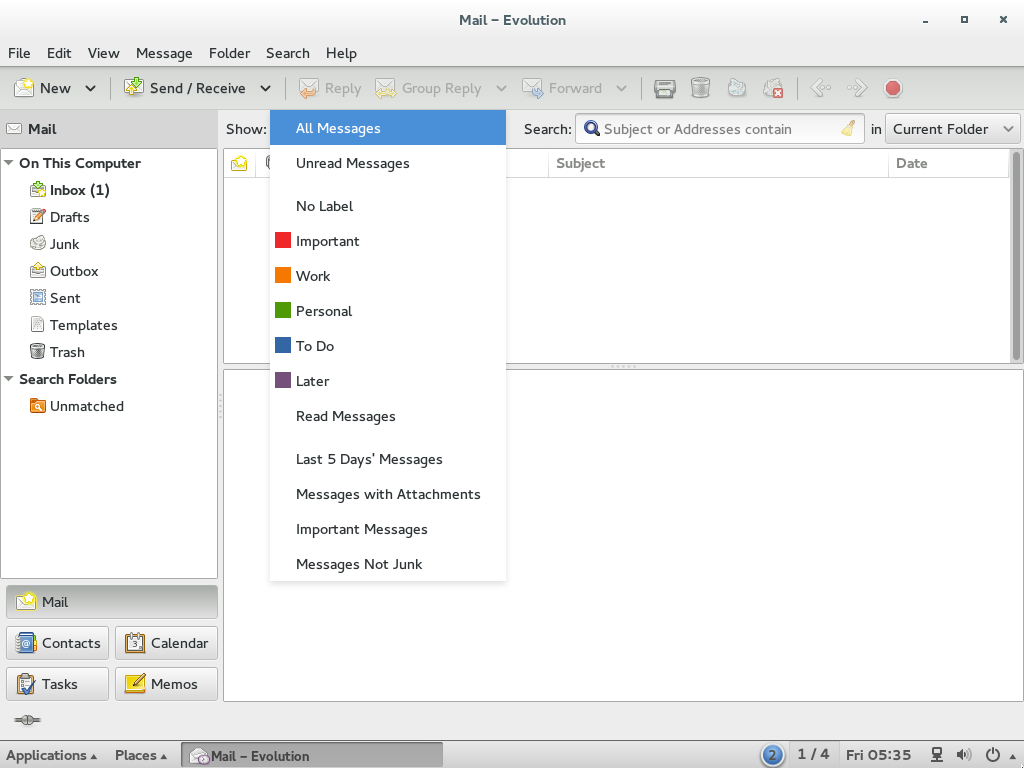 Mail – Evolution
File Edit View Message Folder Search Help
New Send / Receive Reply Group Reply Forward
Mail
Show:
Search: Subject or Addresses contain in Current Folder
All Messages
Unread Messages
No Label
Important
Work
Personal
To Do
Later
Read Messages
Last 5 Days' Messages
Messages with Attachments
Important Messages
Messages Not Junk
Subject Date
On This Computer
Inbox (1)
Drafts
Junk
Outbox
Sent
Templates
Trash
Search Folders
Unmatched
Mail
Contacts Calendar
Tasks Memos
Applications Places Mail – Evolution 2 1 / 4 Fri 05:35